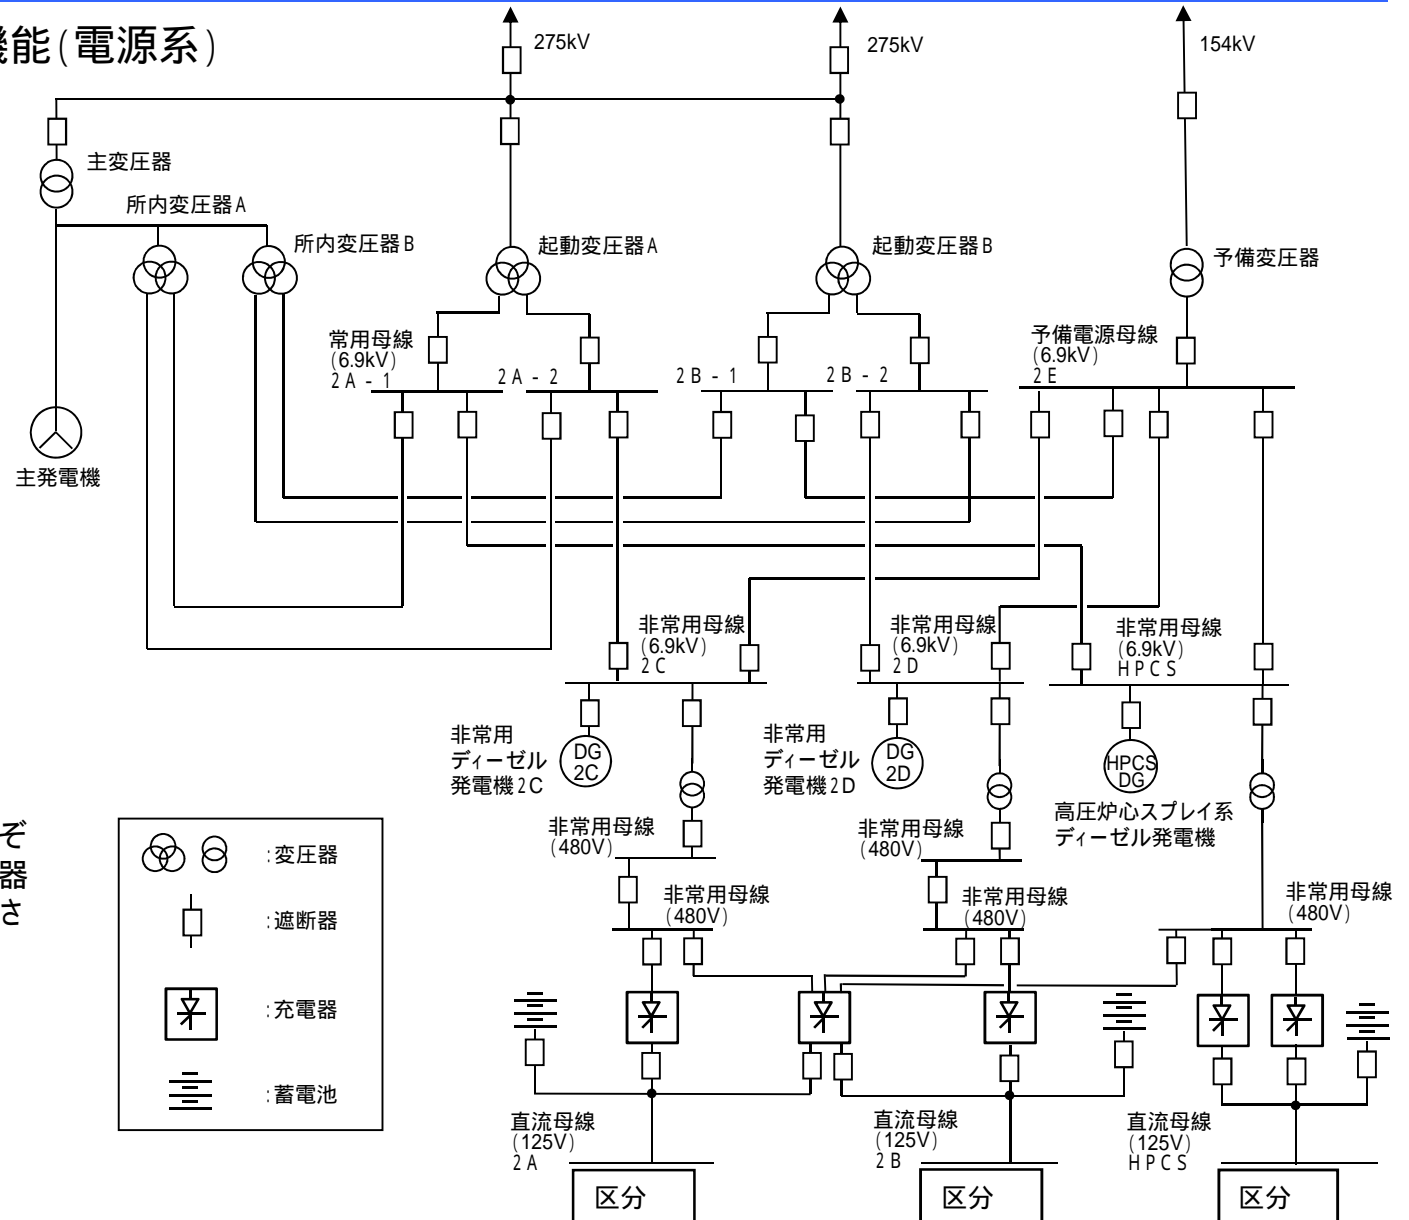 機能(電源系)
275kV
275kV
154kV
主変圧器
所内変圧器A
所内変圧器B
起動変圧器A
起動変圧器B
予備変圧器
常用母線
(6.9kV)
2A-1
2A-2
2B-1
2B-2
予備電源母線
(6.9kV)
2E
主発電機
非常用母線
(6.9kV)
2C
非常用母線
(6.9kV)
2D
非常用母線
(6.9kV)
HPCS
非常用
ディーゼル
発電機2C
DG
2C
非常用
ディーゼル
発電機2D
DG
2D
HPCS
DG
高圧炉心スプレイ系
ディーゼル発電機
非常用母線
(480V)
非常用母線
(480V)
非常用母線
(480V)
非常用母線
(480V)
非常用母線
(480V)
ぞ
器
さ
:変圧器
:遮断器
:充電器
:蓄電池
直流母線
(125V)
2A
直流母線
(125V)
2B
直流母線
(125V)
HPCS
区分
区分
区分